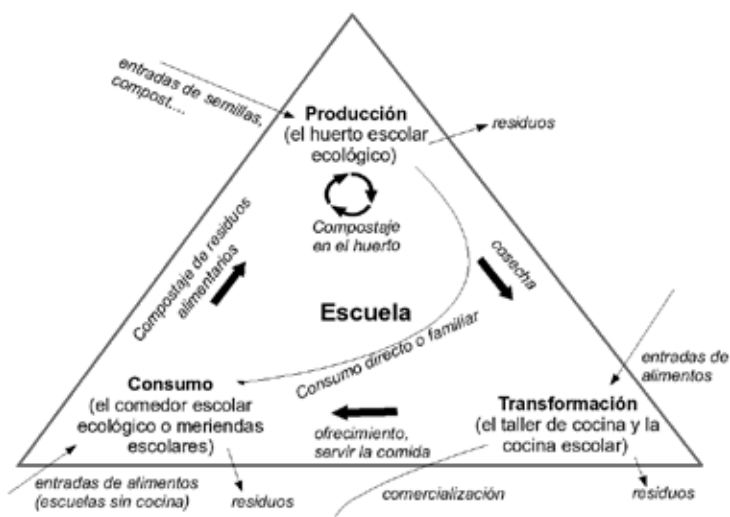 entradas de semillas,
compost....
Producción
(el huerto escolar
ecológico)
residuos
Compostaje
en el huerto
Compostaje de residuos
alimentarios
cosecha
Escuela
Consumo directo o familiar
entradas de
alimentos
Consumo
(el comedor escolar
ecológico o meriendas
escolares)
Transformación
(el taller de cocina y la
cocina escolar)
ofrecimiento,
servir la comida
entradas de alimentos
(escuelas sin cocina)
residuos
comercialización
residuos